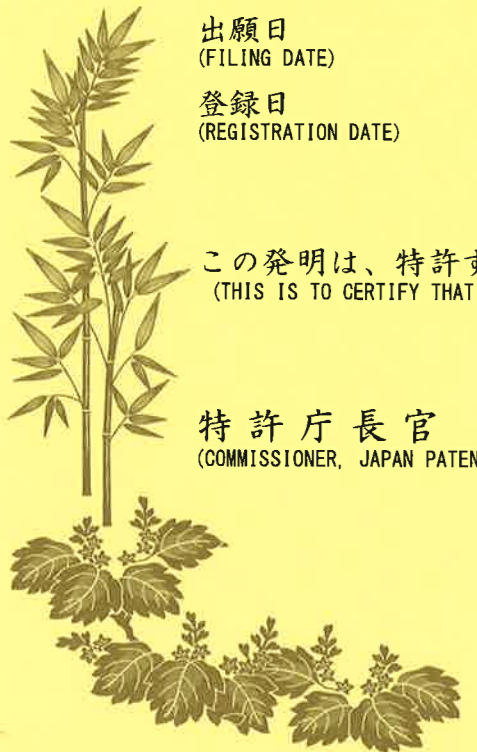 出願日
(FILING DATE)
登録日
(REGISTRATION DATE)
この発明は、特許す
(THIS IS TO CERTIFY THAT
特許庁長官
(COMMISSIONER, JAPAN PATEN